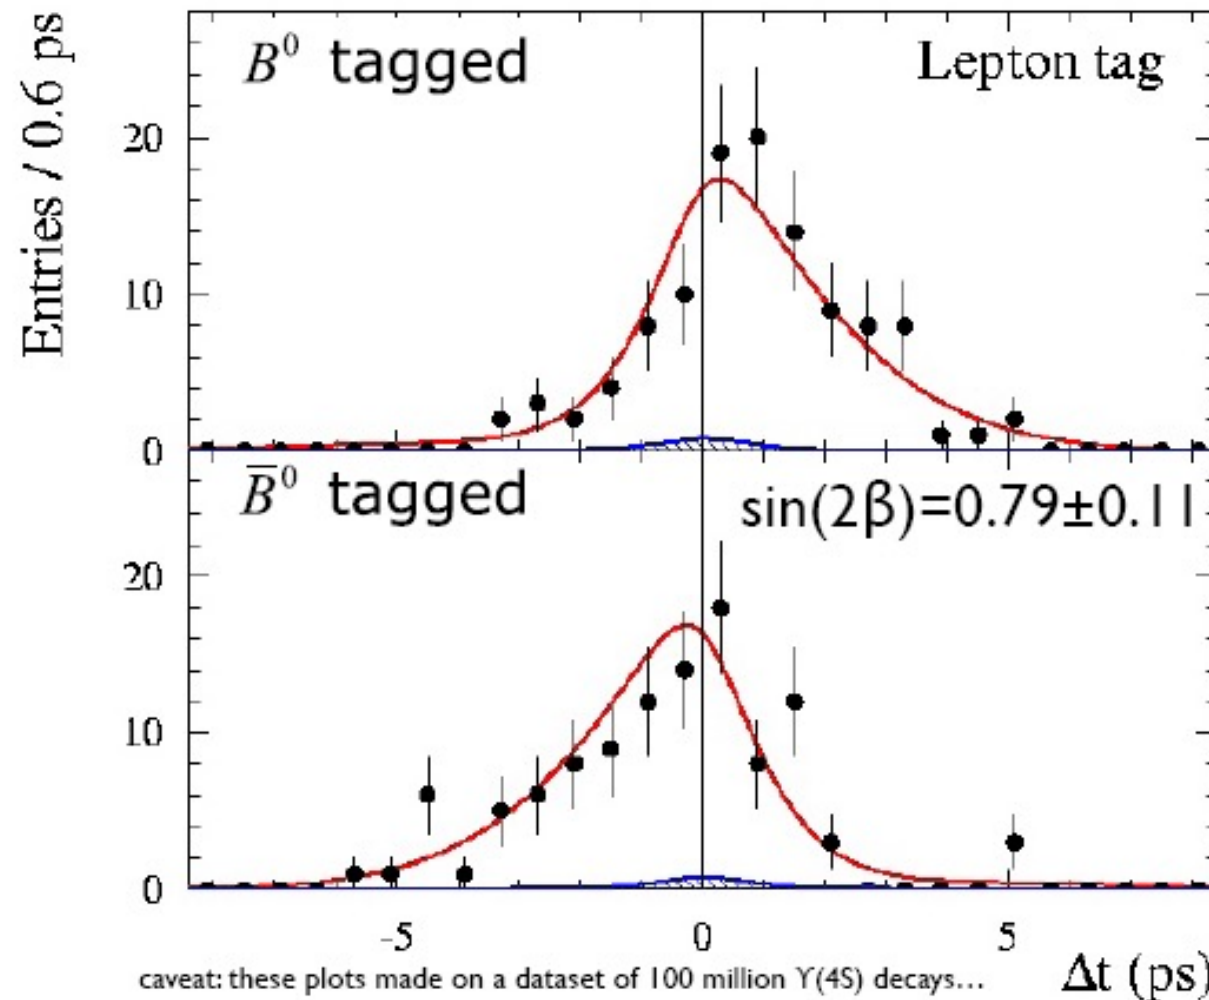 Entries / 0.6 ps
B⁰ tagged
Lepton tag
20
10
0
B̅⁰ tagged
sin(2β)=0.79±0.11
20
10
0
-5 0 5
Δt (ps)
caveat: these plots made on a dataset of 100 million ϒ(4S) decays...